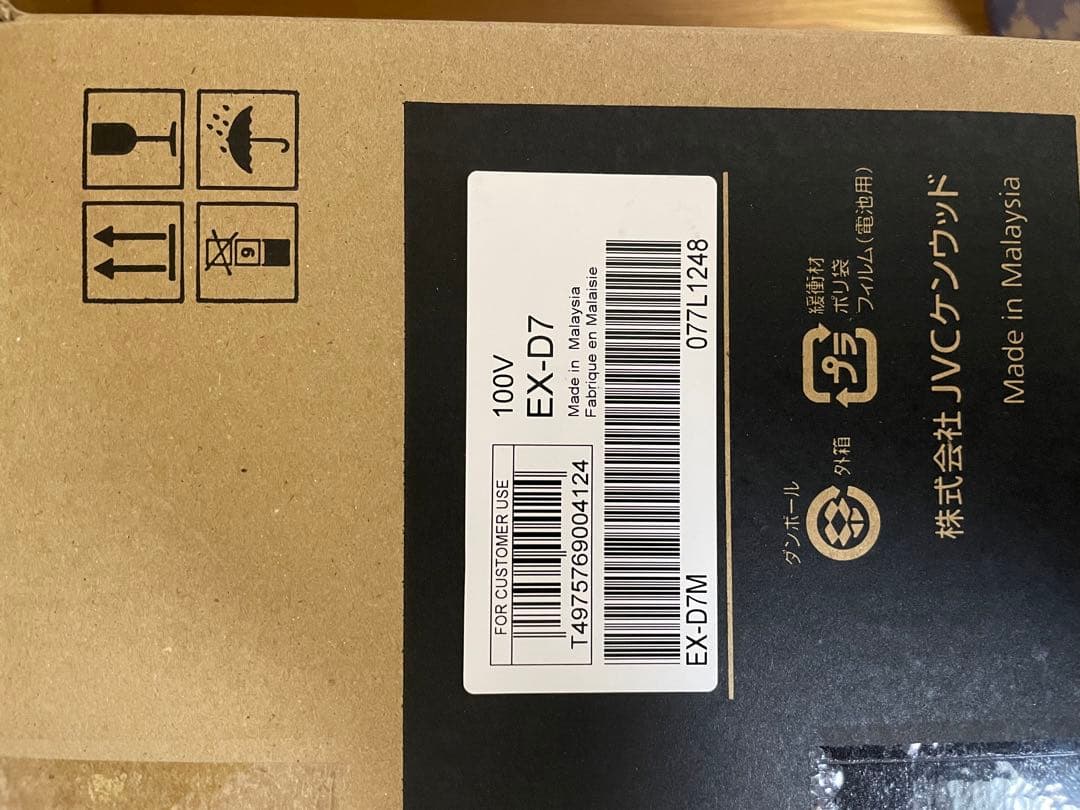 FOR CUSTOMER USE
T4975769004124
100V
EX-D7
Made in Malaysia
Fabrique en Malaisie
EX-D7M
077L1248
ダンボール
外箱
プラ
緩衝材
ポリ袋
フィルム(電池用)
株式会社JVCケンウッド
Made in Malaysia
9